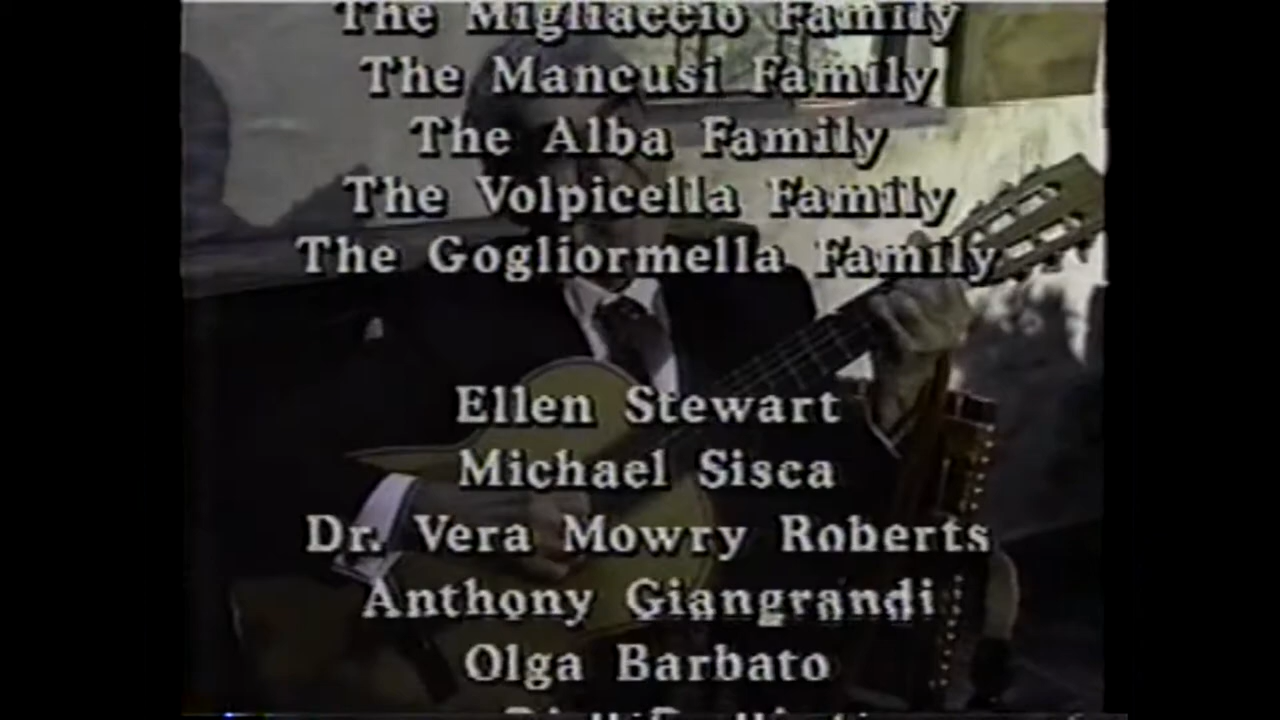 The Migliaccio Family
The Mancusi Family
The Alba Family
The Volpicella Family
The Gogliormella Family
Ellen Stewart
Michael Sisca
Dr. Vera Mowry Roberts
Anthony Giangrandi
Olga Barbato